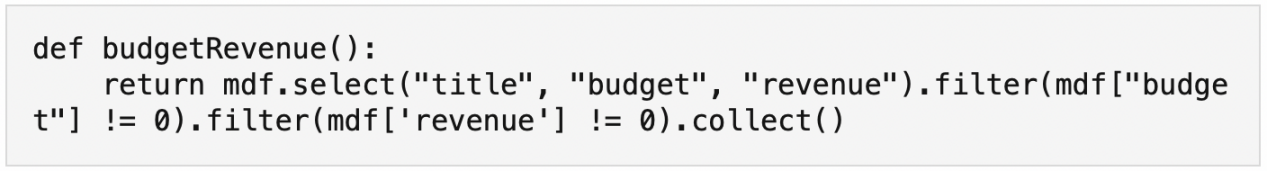 def budgetRevenue():
    return mdf.select("title", "budget", "revenue").filter(mdf["budge
t"] != 0).filter(mdf['revenue'] != 0).collect()